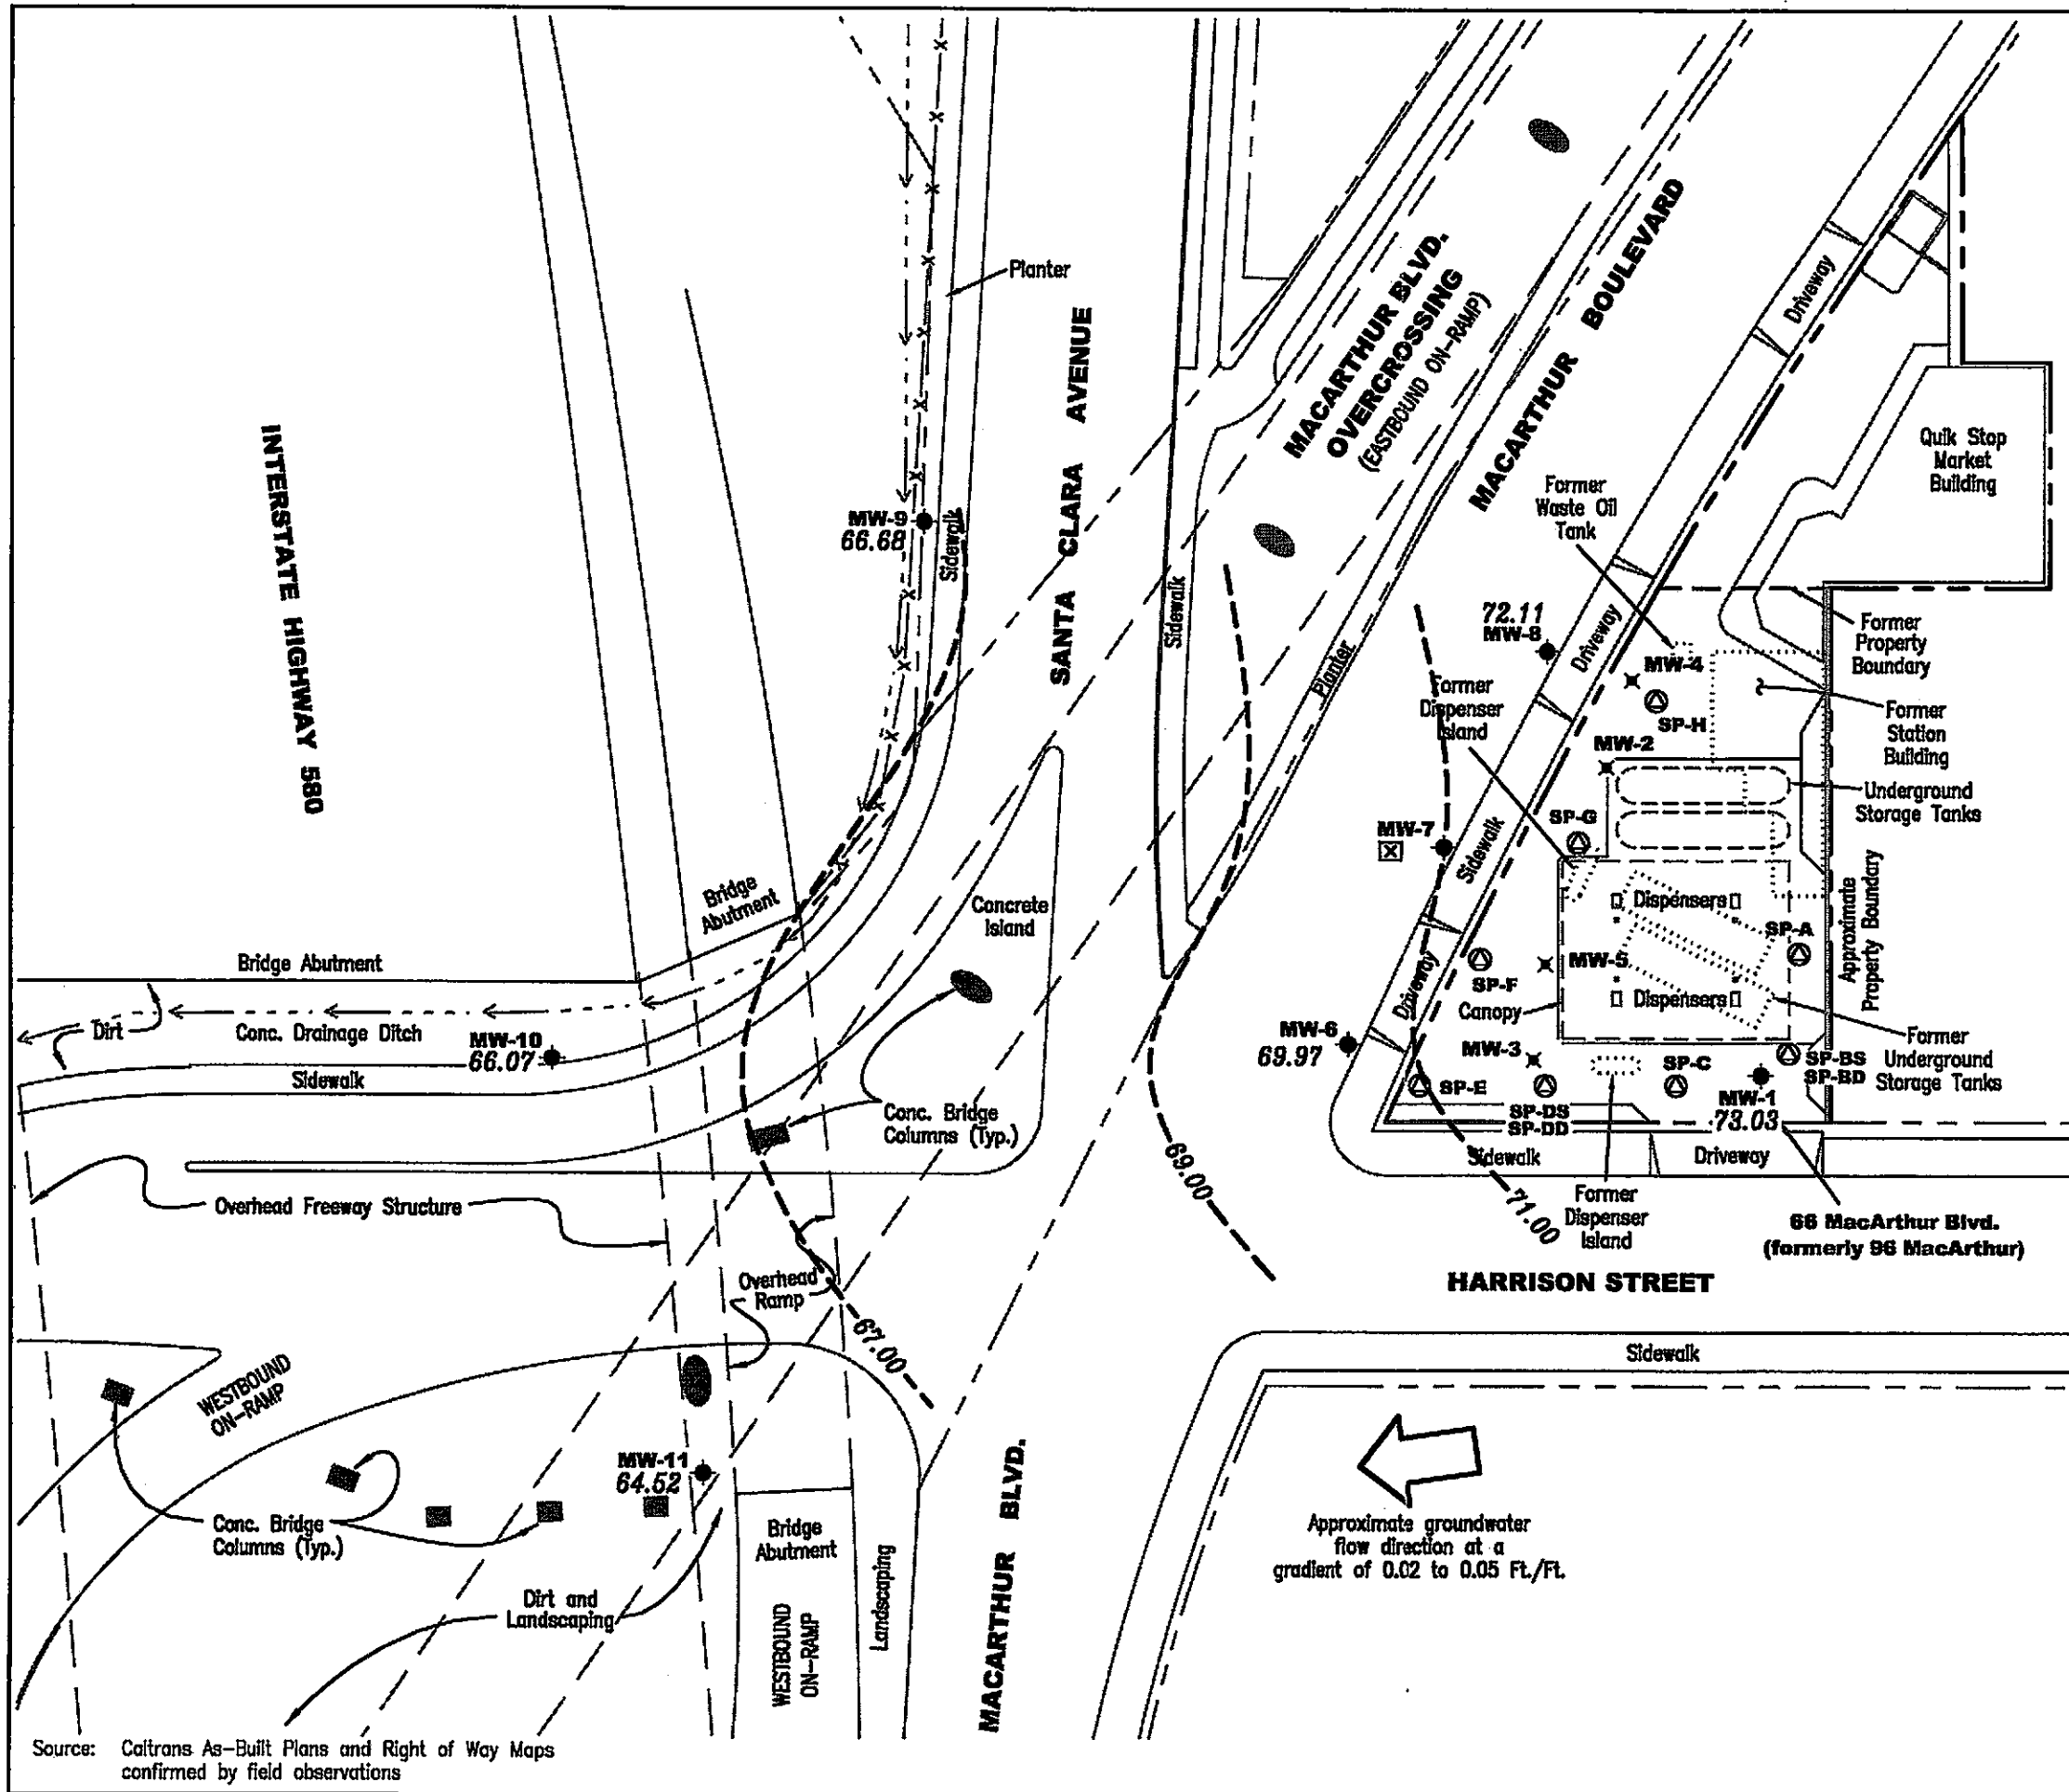 Planter
INTERSTATE HIGHWAY 580
SANTA CLARA AVENUE
MACARTHUR BLVD.
OVERCROSSING
(EASTBOUND ON-RAMP)
MACARTHUR BOULEVARD
Driveway
Quik Stop
Market
Building
Former
Waste Oil
Tank
MW-9
66.68
Sidewalk
Sidewalk
Planter
72.11
MW-8
Driveway
MW-4
SP-H
Former
Property
Boundary
Former
Station
Building
Former
Dispenser
Island
MW-2
Underground
Storage Tanks
SP-G
MW-7
X
Sidewalk
Bridge
Abutment
Concrete
Island
Dispensers
SP-A
Approximate
Property Boundary
Bridge Abutment
SP-F
MW-5
Driveway
Dispensers
Canopy
Dirt
Conc. Drainage Ditch
MW-10
66.07
Sidewalk
MW-6
69.97
MW-3
SP-E
SP-C
SP-BS
SP-BD
Former
Underground
Storage Tanks
MW-1
73.03
SP-DS
SP-DD
Conc. Bridge
Columns (Typ.)
Sidewalk
Driveway
69.00
71.00
Former
Dispenser
Island
66 MacArthur Blvd.
(formerly 96 MacArthur)
Overhead Freeway Structure
Overhead
Ramp
HARRISON STREET
67.00
Sidewalk
WESTBOUND
ON-RAMP
MW-11
64.52
Conc. Bridge
Columns (Typ.)
Bridge
Abutment
Landscaping
MACARTHUR BLVD.
Approximate groundwater
flow direction at a
gradient of 0.02 to 0.05 Ft./Ft.
Dirt and
Landscaping
WESTBOUND
ON-RAMP
Source: Caltrans As-Built Plans and Right of Way Maps
confirmed by field observations